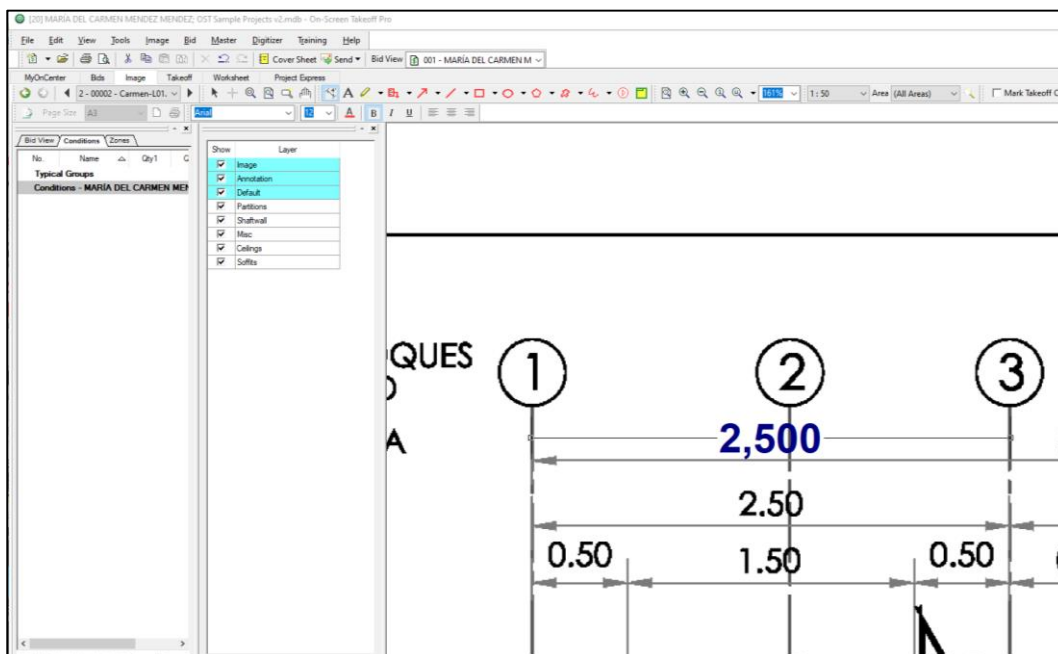 [20] MARÍA DEL CARMEN MENDEZ MENDEZ; OST Sample Projects v2.mdb - On-Screen Takeoff Pro
File Edit View Tools Image Bid Master Digitizer Training Help
Cover Sheet Send Bid View 001 - MARÍA DEL CARMEN M
MyOnCenter Bids Image Takeoff Worksheet Project Express
2 - 00002 - Carmen-L01. A 161% 1 : 50 Area (All Areas) Mark Takeoff
Page Size A3 Arial 12 A B I U
Bid View Conditions Zones
No. Name Qty1
Typical Groups
Conditions - MARÍA DEL CARMEN
Show Layer
Image
Annotation
Default
Partitions
Shaftwall
Misc
Ceilings
Soffits
QUES
A
1 2 3
2,500
2.50
0.50 1.50 0.50